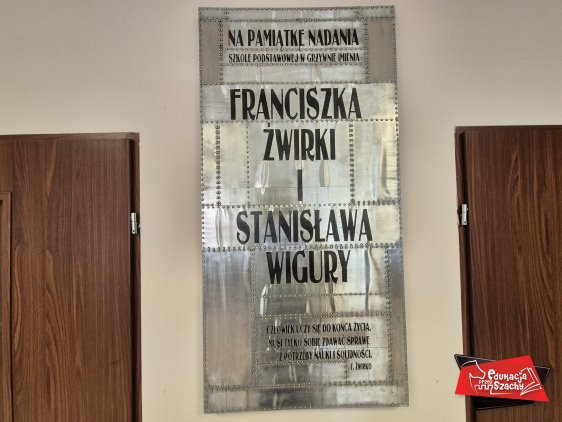 NA PAMIĄTKĘ NADANIA
SZKOLE PODSTAWOWEJ W GRZYWNIE IMIENIA
FRANCISZKA
ŻWIRKI
I
STANISŁAWA
WIGURY
CZŁOWIEK UCZY SIĘ DO KOŃCA ŻYCIA,
MUSI TYLKO SOBIE ZDAWAĆ SPRAWĘ
Z POTRZEBY NAUKI I SOLIDNOŚCI.
F. ŻWIRKO
Edukacja
przez
Szachy